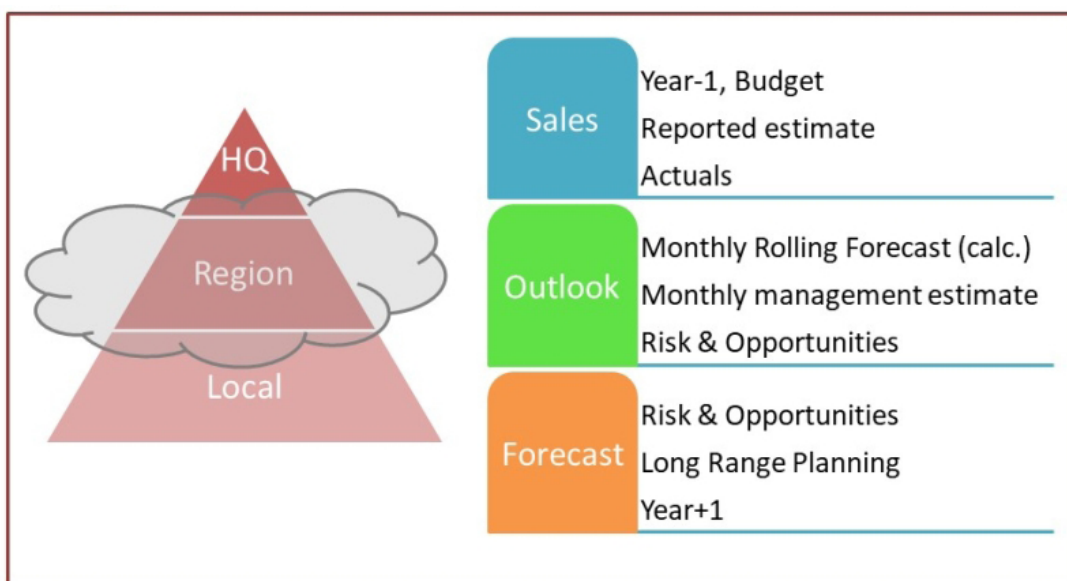 HQ
Region
Local
Sales
Year-1, Budget
Reported estimate
Actuals
Outlook
Monthly Rolling Forecast (calc.)
Monthly management estimate
Risk & Opportunities
Forecast
Risk & Opportunities
Long Range Planning
Year+1